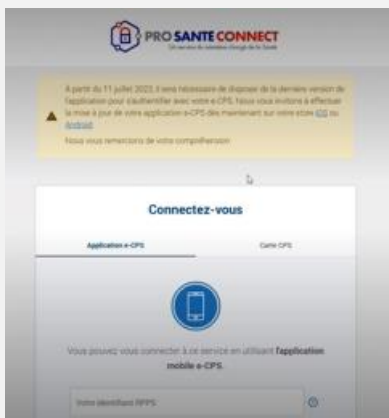 PRO SANTE CONNECT
Un service du ministère chargé de la Santé
A partir du 11 juillet 2023, il sera nécessaire de disposer de la dernière version de
l'application pour s'authentifier avec votre e-CPS. Nous vous invitons à effectuer
la mise à jour de votre application e-CPS dès maintenant sur votre store iOS ou
Android.
Nous vous remercions de votre compréhension
Connectez-vous
Application e-CPS
Carte CPS
Vous pouvez vous connecter à ce service en utilisant l'application
mobile e-CPS.
Votre identifiant RPPS